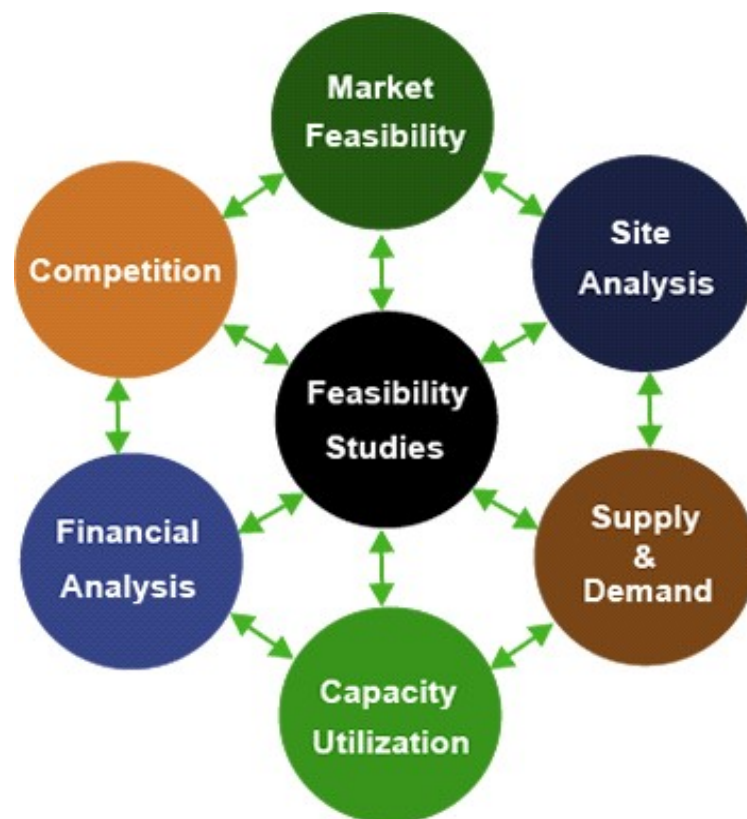 Market
Feasibility
Site
Analysis
Competition
Feasibility
Studies
Supply
&
Demand
Financial
Analysis
Capacity
Utilization